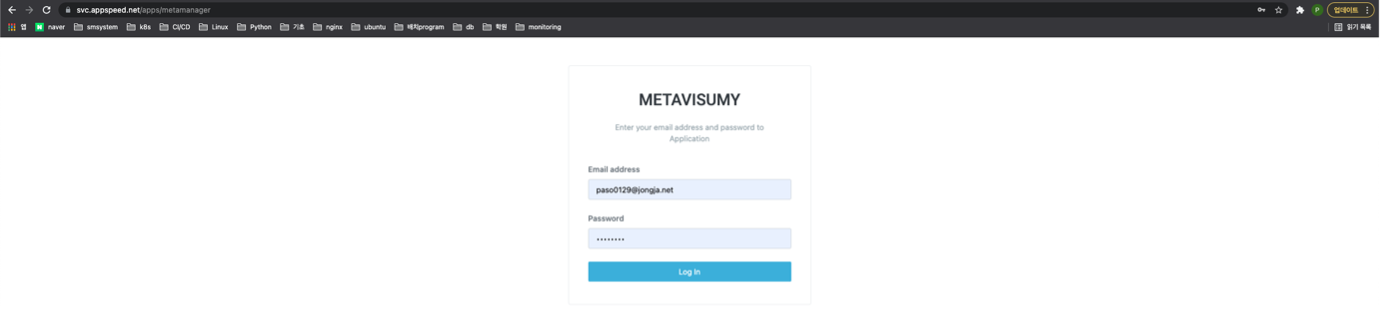 svc.appspeed.net/apps/metamanager
P 업데이트
앱 naver smsystem k8s CI/CD Linux Python 기초 nginx ubuntu 배치program db 학원 monitoring 읽기 목록
METAVISUMY
Enter your email address and password to
Application
Email address
paso0129@jongja.net
Password
••••••••
Log In